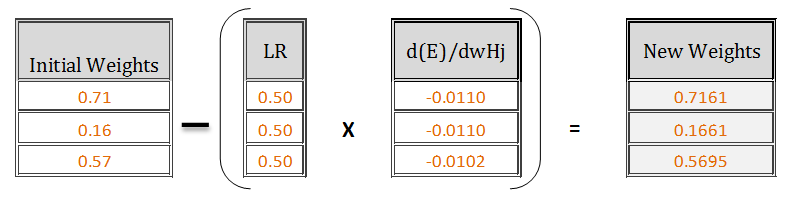 Initial Weights LR d(E)/dwHj New Weights
0.71 0.50 -0.0110 0.7161
0.16 — ( 0.50 X -0.0110 ) = 0.1661
0.57 0.50 -0.0102 0.5695